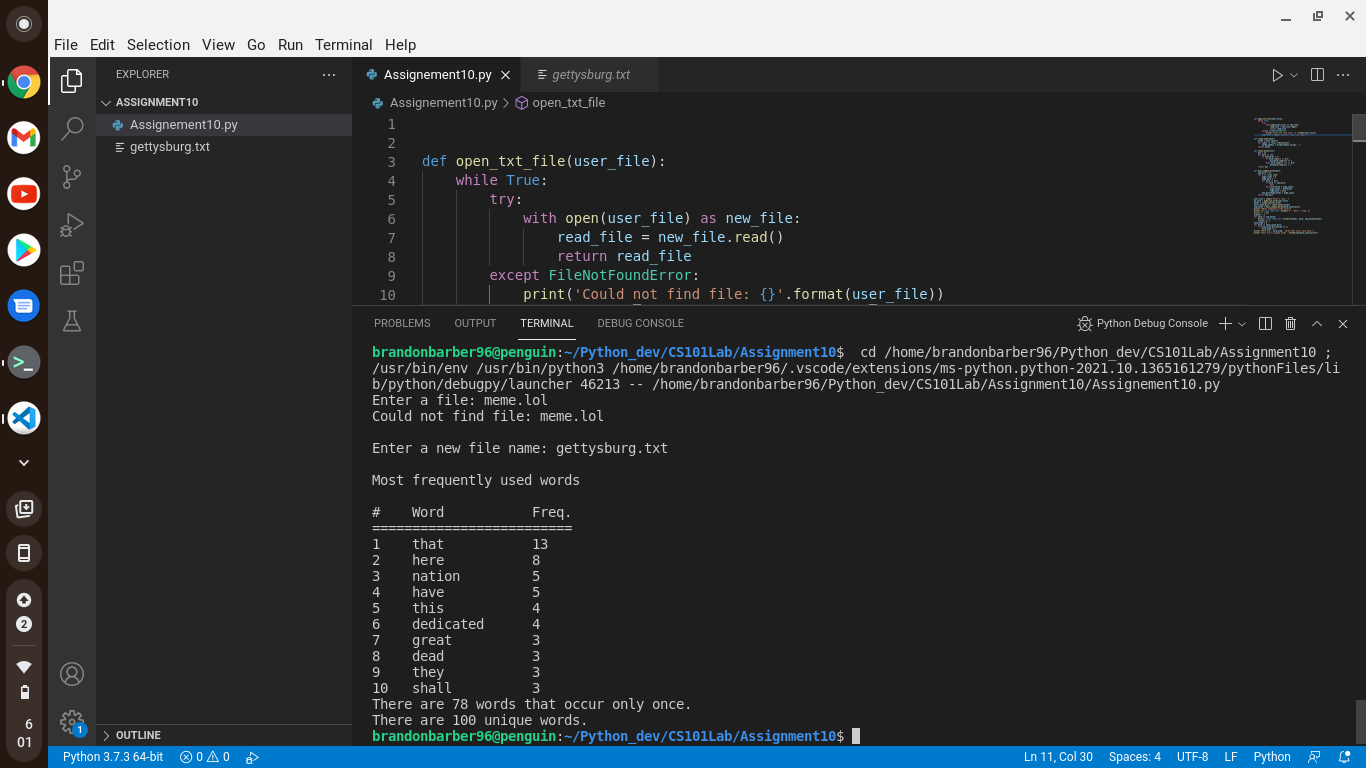 File Edit Selection View Go Run Terminal Help
EXPLORER
ASSIGNMENT10
Assignement10.py
gettysburg.txt
OUTLINE
Assignement10.py gettysburg.txt
Assignement10.py > open_txt_file
1
2
3 def open_txt_file(user_file):
4 while True:
5 try:
6 with open(user_file) as new_file:
7 read_file = new_file.read()
8 return read_file
9 except FileNotFoundError:
10 print('Could not find file: {}'.format(user_file))
PROBLEMS OUTPUT TERMINAL DEBUG CONSOLE Python Debug Console
brandonbarber96@penguin:~/Python_dev/CS101Lab/Assignment10$ cd /home/brandonbarber96/Python_dev/CS101Lab/Assignment10 ;
/usr/bin/env /usr/bin/python3 /home/brandonbarber96/.vscode/extensions/ms-python.python-2021.10.1365161279/pythonFiles/li
b/python/debugpy/launcher 46213 -- /home/brandonbarber96/Python_dev/CS101Lab/Assignment10/Assignement10.py
Enter a file: meme.lol
Could not find file: meme.lol
Enter a new file name: gettysburg.txt
Most frequently used words
# Word Freq.
=========================
1 that 13
2 here 8
3 nation 5
4 have 5
5 this 4
6 dedicated 4
7 great 3
8 dead 3
9 they 3
10 shall 3
There are 78 words that occur only once.
There are 100 unique words.
brandonbarber96@penguin:~/Python_dev/CS101Lab/Assignment10$
2
6
01
1
Python 3.7.3 64-bit 0 0 Ln 11, Col 30 Spaces: 4 UTF-8 LF Python